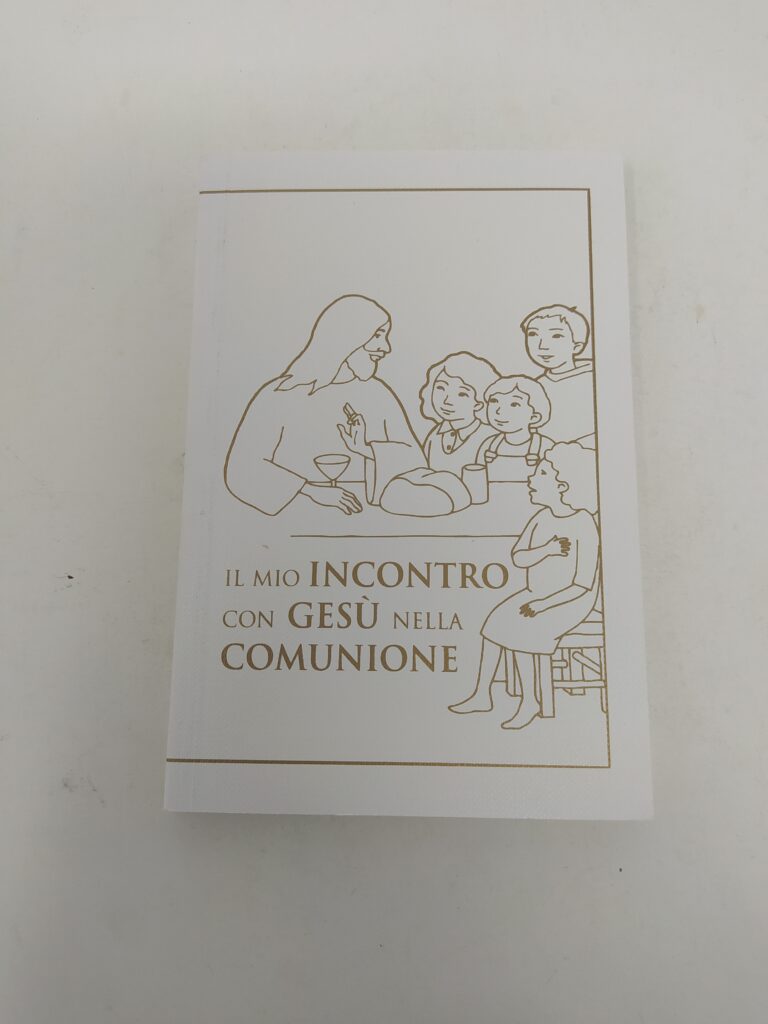 IL MIO INCONTRO
CON GESÙ NELLA
COMUNIONE